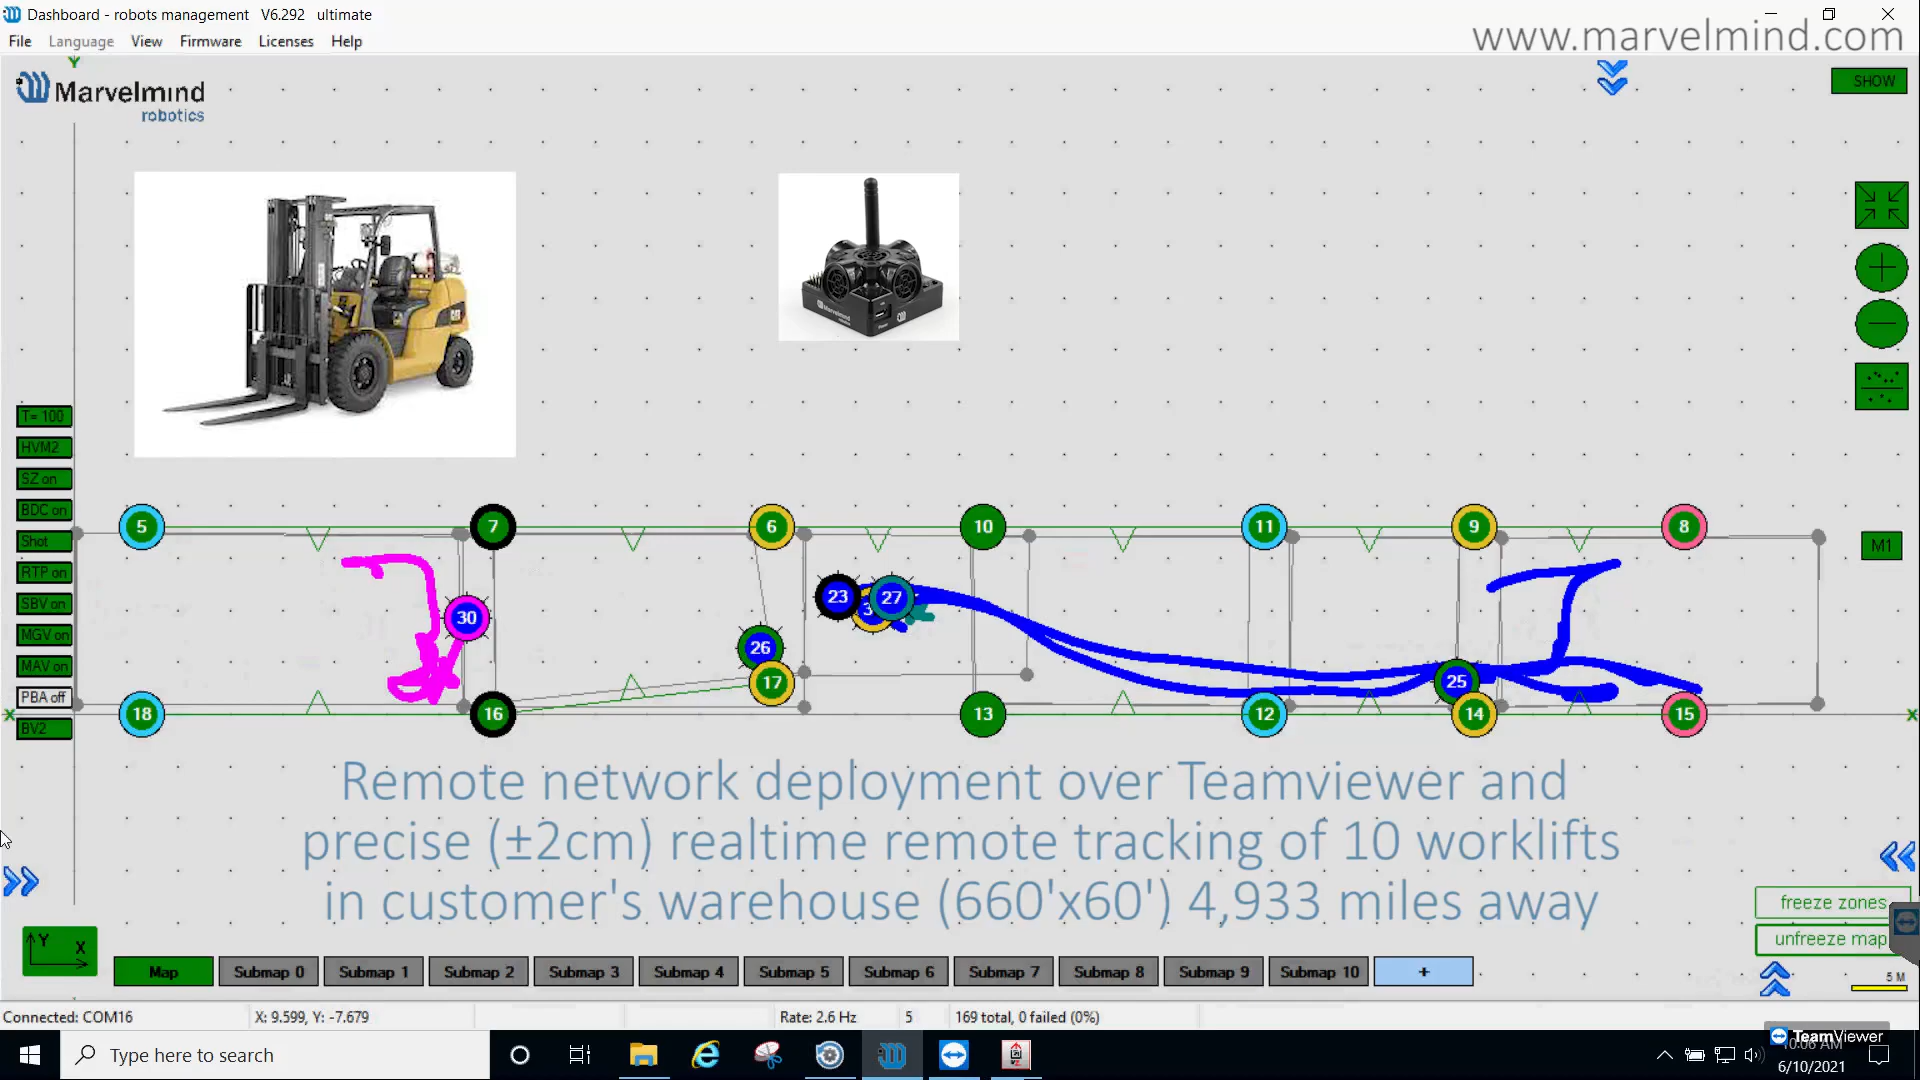 Dashboard - robots management V6.292 ultimate
File Language View Firmware Licenses Help
www.marvelmind.com
Y
Marvelmind
robotics
SHOW
T= 100
HVM2
SZ on
BDC on
Shot
RTP on
SBV on
MGV on
MAV on
PBA off
BV2
M1
5 7 6 10 11 9 8
23 27
30
26
17
25
18 16 13 12 14 15
X X
Remote network deployment over Teamviewer and
precise (±2cm) realtime remote tracking of 10 worklifts
in customer's warehouse (660'x60') 4,933 miles away
freeze zones
unfreeze map
Y X
Map Submap 0 Submap 1 Submap 2 Submap 3 Submap 4 Submap 5 Submap 6 Submap 7 Submap 8 Submap 9 Submap 10 +
5 M
Connected: COM16 X: 9.599, Y: -7.679 Rate: 2.6 Hz 5 169 total, 0 failed (0%)
TeamViewer
Type here to search
10:06 AM
6/10/2021